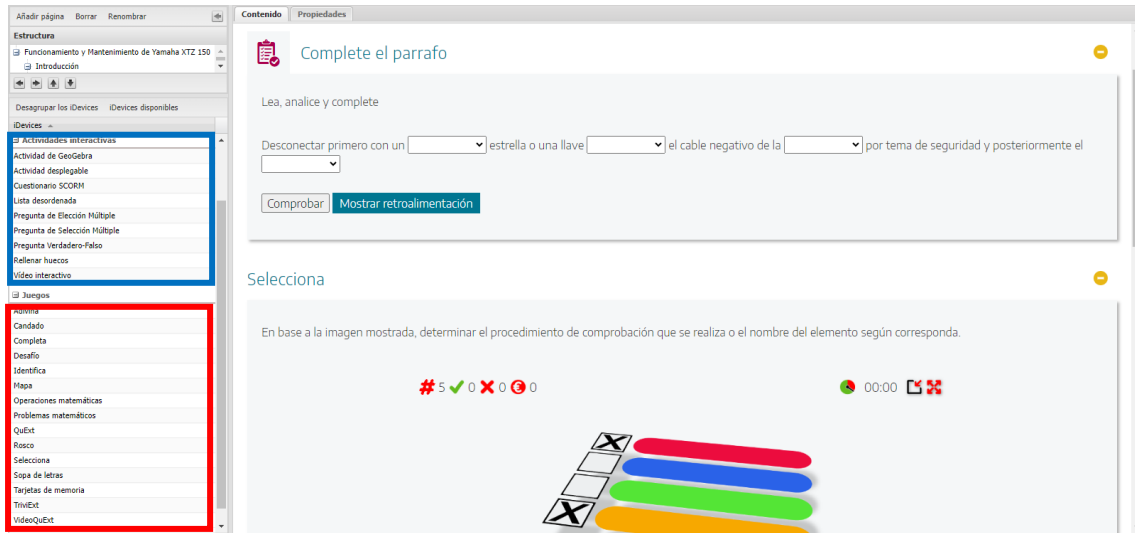 Añadir página Borrar Renombrar
Estructura
Funcionamiento y Mantenimiento de Yamaha XTZ 150
Introducción
Desagrupar los iDevices iDevices disponibles
iDevices
Actividades interactivas
Actividad de GeoGebra
Actividad desplegable
Cuestionario SCORM
Lista desordenada
Pregunta de Elección Múltiple
Pregunta de Selección Múltiple
Pregunta Verdadero-Falso
Rellenar huecos
Vídeo interactivo
Juegos
Adivina
Candado
Completa
Desafío
Identifica
Mapa
Operaciones matemáticas
Problemas matemáticos
QuExt
Rosco
Selecciona
Sopa de letras
Tarjetas de memoria
TriviExt
VideoQuExt
Contenido Propiedades
Complete el parrafo
Lea, analice y complete
Desconectar primero con un estrella o una llave el cable negativo de la por tema de seguridad y posteriormente el
Comprobar Mostrar retroalimentación
Selecciona
En base a la imagen mostrada, determinar el procedimiento de comprobación que se realiza o el nombre del elemento según corresponda.
# 5 0 0 0 00:00